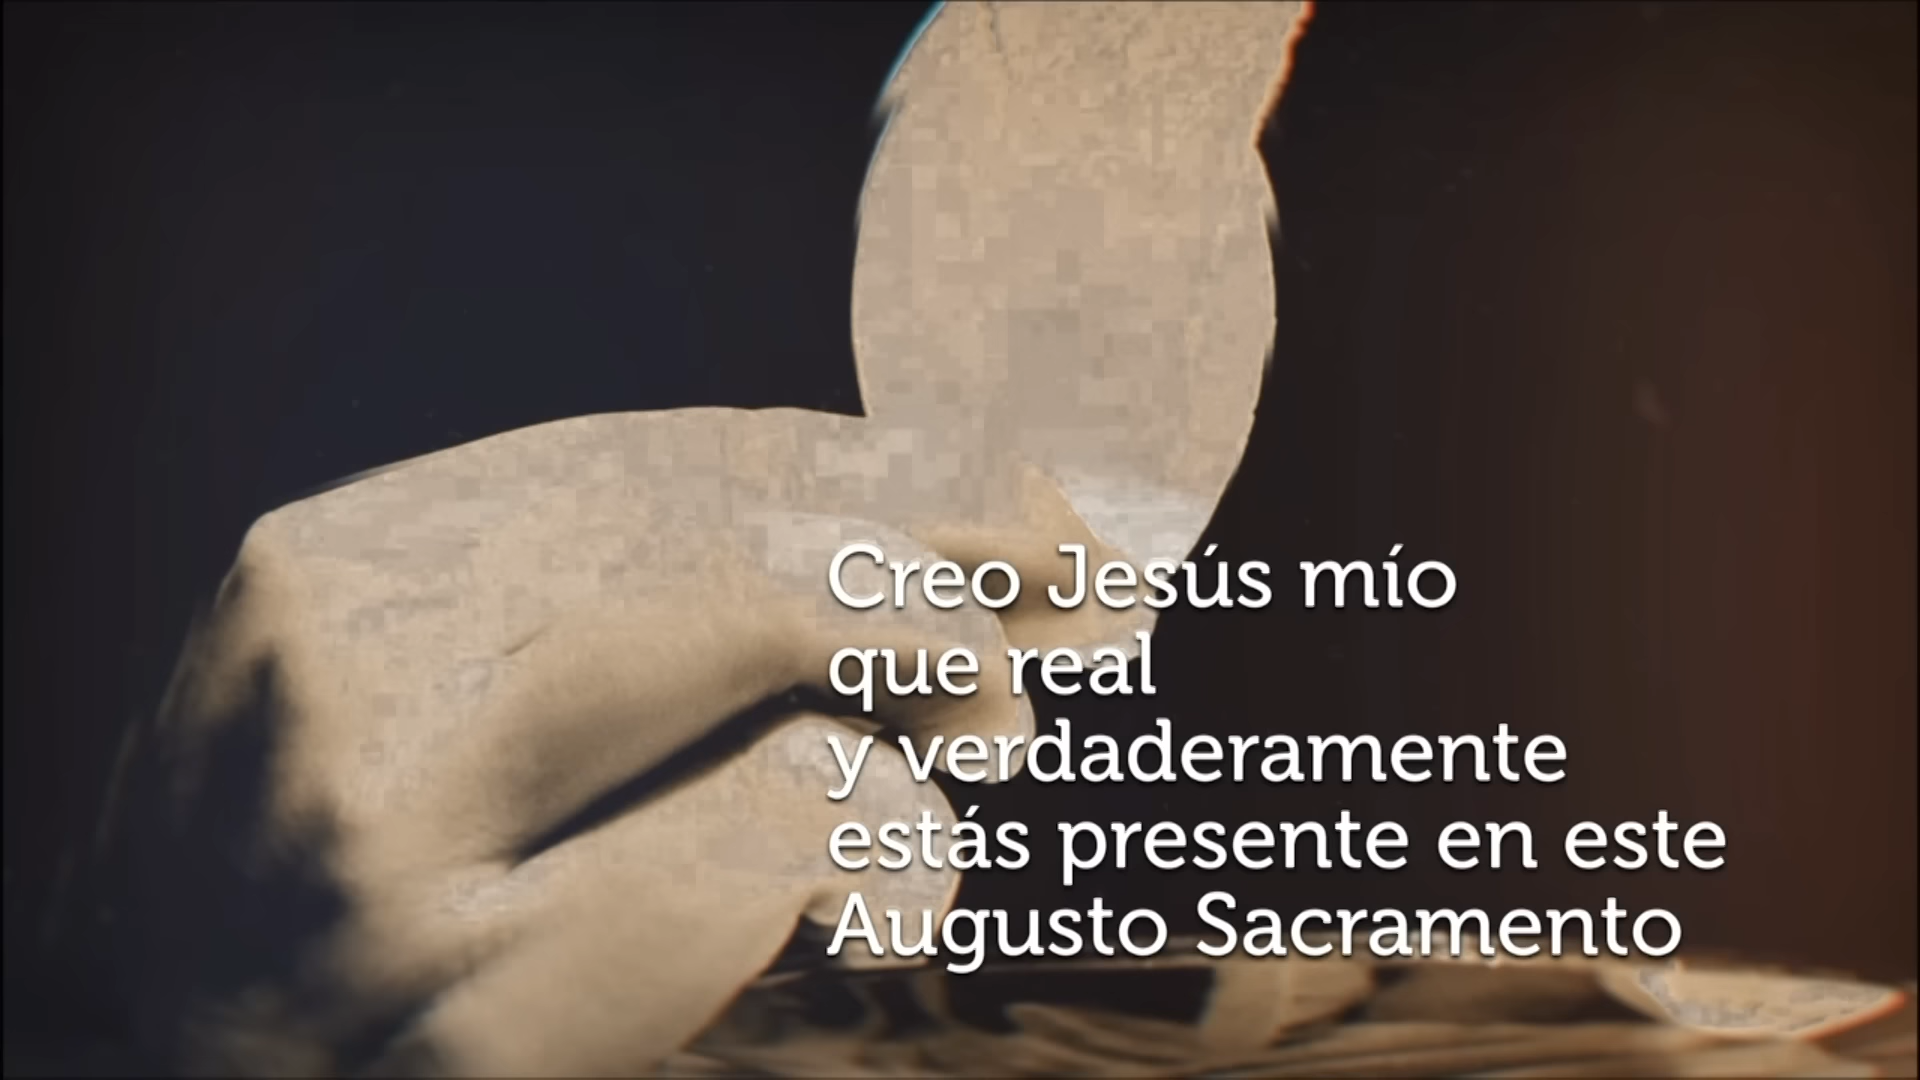 Creo Jesús mío
que real
y verdaderamente
estás presente en este
Augusto Sacramento